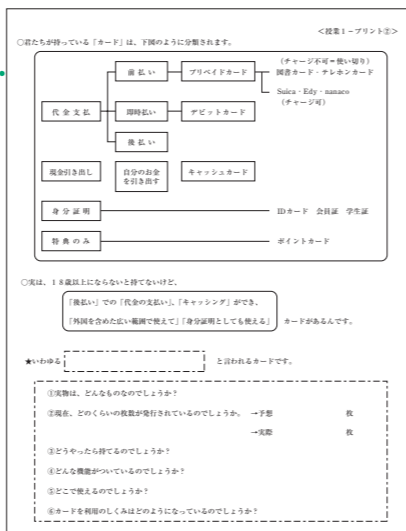 <授業1-プリント②>
○君たちが持っている「カード」は、下図のように分類されます。
前払い
プリペイドカード
(チャージ不可=使い切り)
図書カード・テレホンカード
Suica・Edy・nanaco
(チャージ可)
代金支払
即時払い
デビットカード
後払い
現金引き出し
自分のお金
を引き出す
キャッシュカード
身分証明
IDカード 会員証 学生証
特典のみ
ポイントカード
○実は、18歳以上にならないと持てないけど、
「後払い」での「代金の支払い」、「キャッシング」ができ、
「外国を含めた広い範囲で使えて」「身分証明としても使える」 カードがあるんです。
★いわゆる と言われるカードです。
①実物は、どんなものなのでしょうか?
②現在、どのくらいの枚数が発行されているのでしょうか。 →予想 枚
→実際 枚
③どうやったら持てるのでしょうか?
④どんな機能がついているのでしょうか?
⑤どこで使えるのでしょうか?
⑥カードを利用のしくみはどのようになっているのでしょうか?